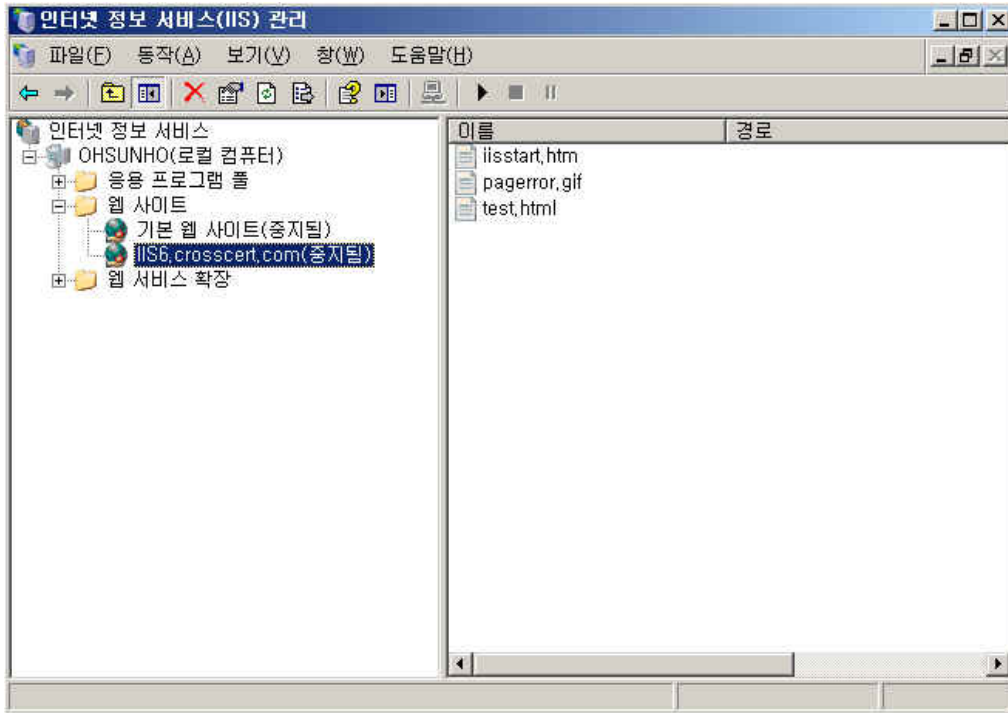 인터넷 정보 서비스(IIS) 관리
파일(F) 동작(A) 보기(V) 창(W) 도움말(H)
인터넷 정보 서비스
OHSUNHO(로컬 컴퓨터)
응용 프로그램 풀
웹 사이트
기본 웹 사이트(중지됨)
IIS6.crosscert.com(중지됨)
웹 서비스 확장
이름 경로
iisstart.htm
pagerror.gif
test.html